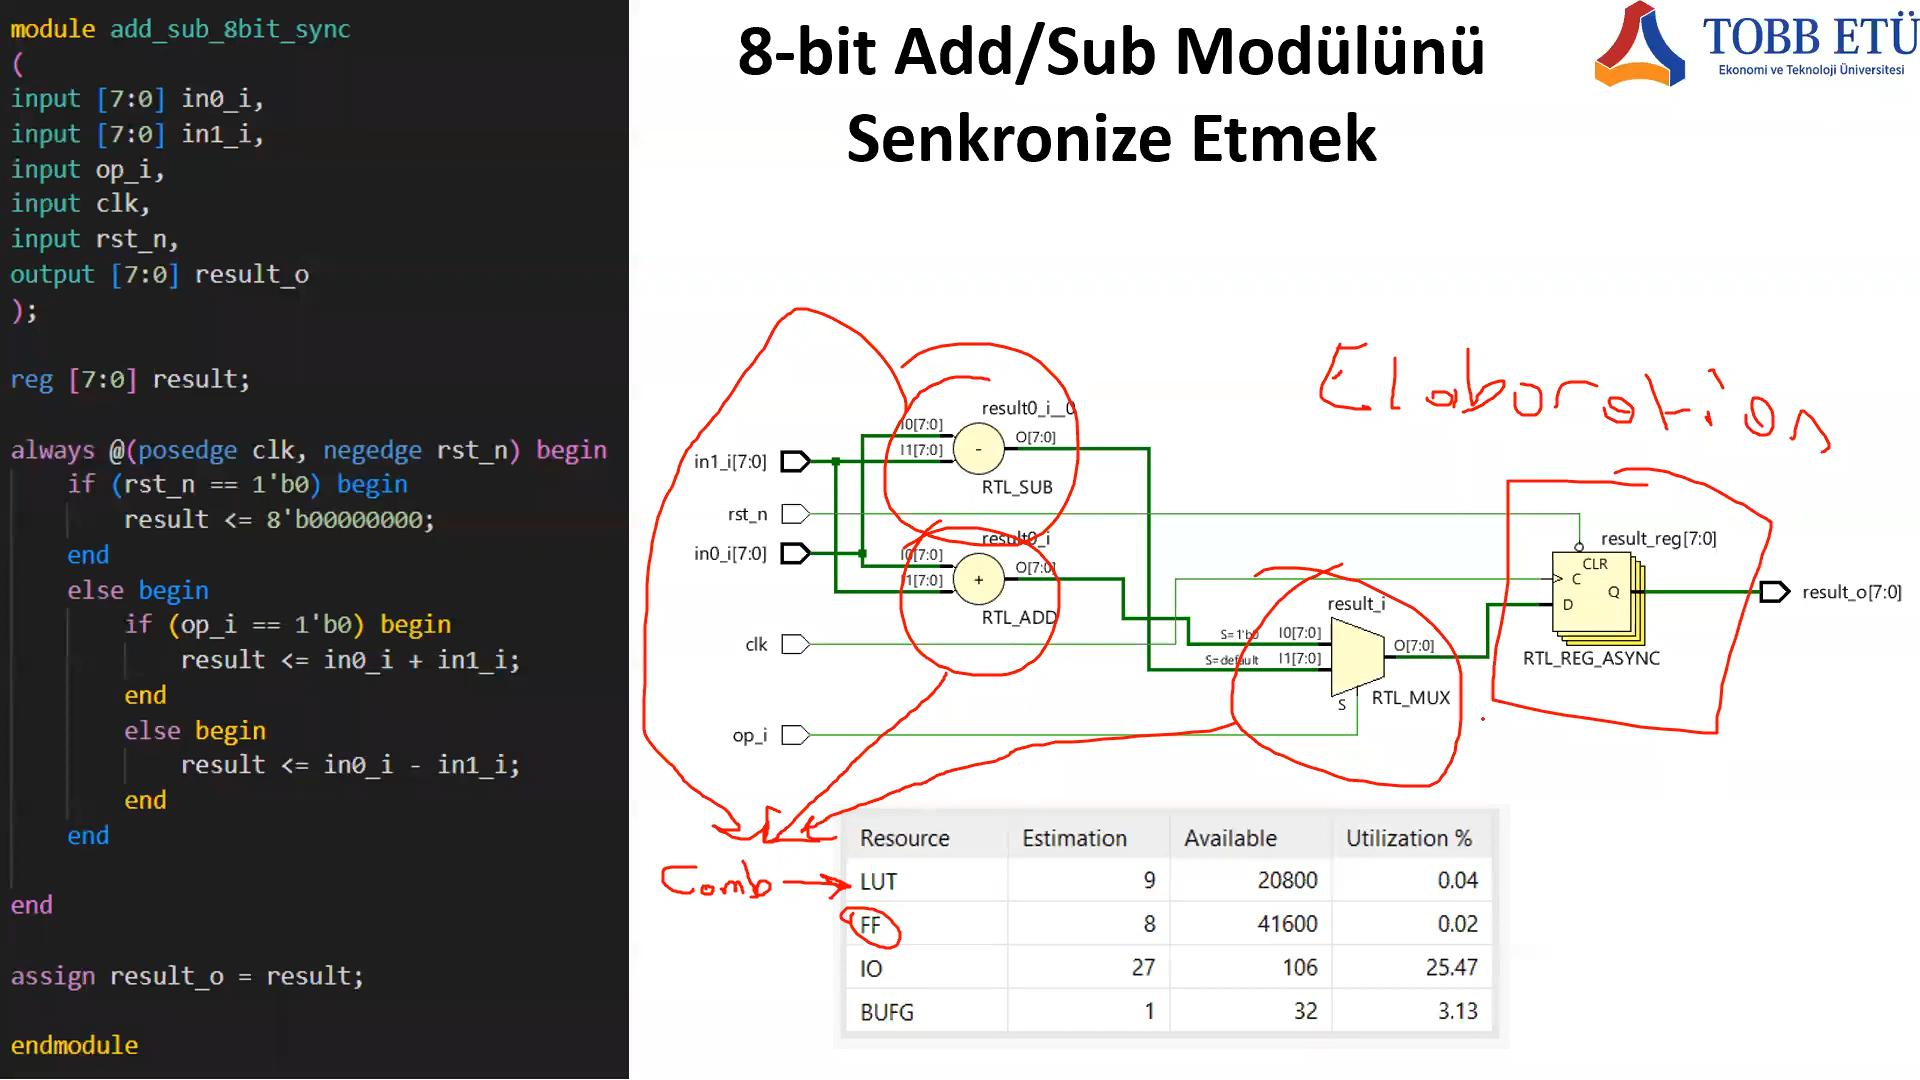 module add_sub_8bit_sync
(
input [7:0] in0_i,
input [7:0] in1_i,
input op_i,
input clk,
input rst_n,
output [7:0] result_o
);
reg [7:0] result;
always @(posedge clk, negedge rst_n) begin
if (rst_n == 1'b0) begin
result <= 8'b00000000;
end
else begin
if (op_i == 1'b0) begin
result <= in0_i + in1_i;
end
else begin
result <= in0_i - in1_i;
end
end
end
assign result_o = result;
endmodule
8-bit Add/Sub Modülünü
Senkronize Etmek
TOBB ETÜ
Ekonomi ve Teknoloji Üniversitesi
Elaboration
result0_i__0
I0[7:0]
I1[7:0]
O[7:0]
-
RTL_SUB
in1_i[7:0]
rst_n
in0_i[7:0]
result0_i
I0[7:0]
I1[7:0]
O[7:0]
+
RTL_ADD
clk
op_i
result_i
S=1'b0 I0[7:0]
S=default I1[7:0]
O[7:0]
S
RTL_MUX
result_reg[7:0]
CLR
C
D
Q
RTL_REG_ASYNC
result_o[7:0]
Comb
Resource Estimation Available Utilization %
LUT 9 20800 0.04
FF 8 41600 0.02
IO 27 106 25.47
BUFG 1 32 3.13